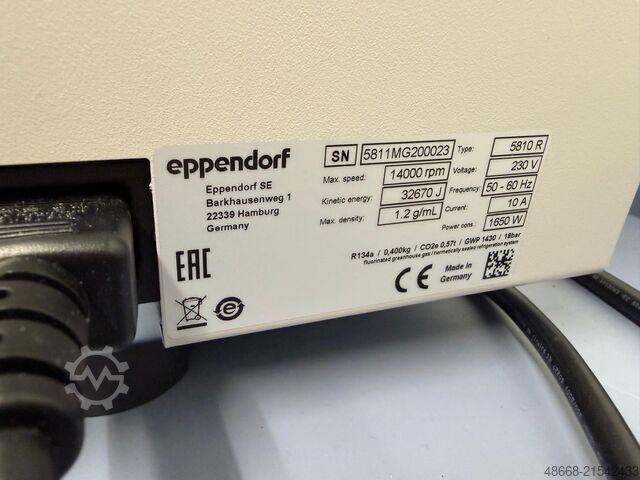 eppendorf
Eppendorf SE
Barkhausenweg 1
22339 Hamburg
Germany
SN 5811MG200023
Max. speed: 14000 rpm
Kinetic energy: 32670 J
Max. density: 1.2 g/mL
Type: 5810 R
Voltage: 230 V
Frequency: 50 - 60 Hz
Current: 10 A
Power cons.: 1650 W
R134a / 0,400kg / CO2e 0,57t / GWP 1430 / 18bar
fluorinated greenhouse gas / hermetically sealed refrigeration system
EAC
CE
Made in
Germany
48668-21542433